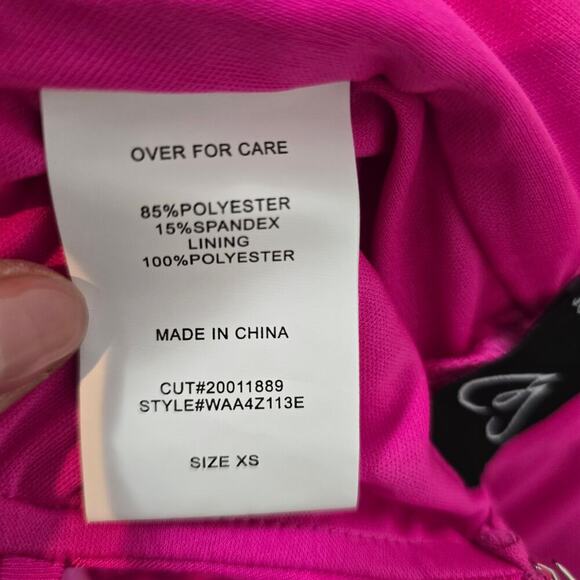 OVER FOR CARE
85%POLYESTER
15%SPANDEX
LINING
100%POLYESTER
MADE IN CHINA
CUT#20011889
STYLE#WAA4Z113E
SIZE XS